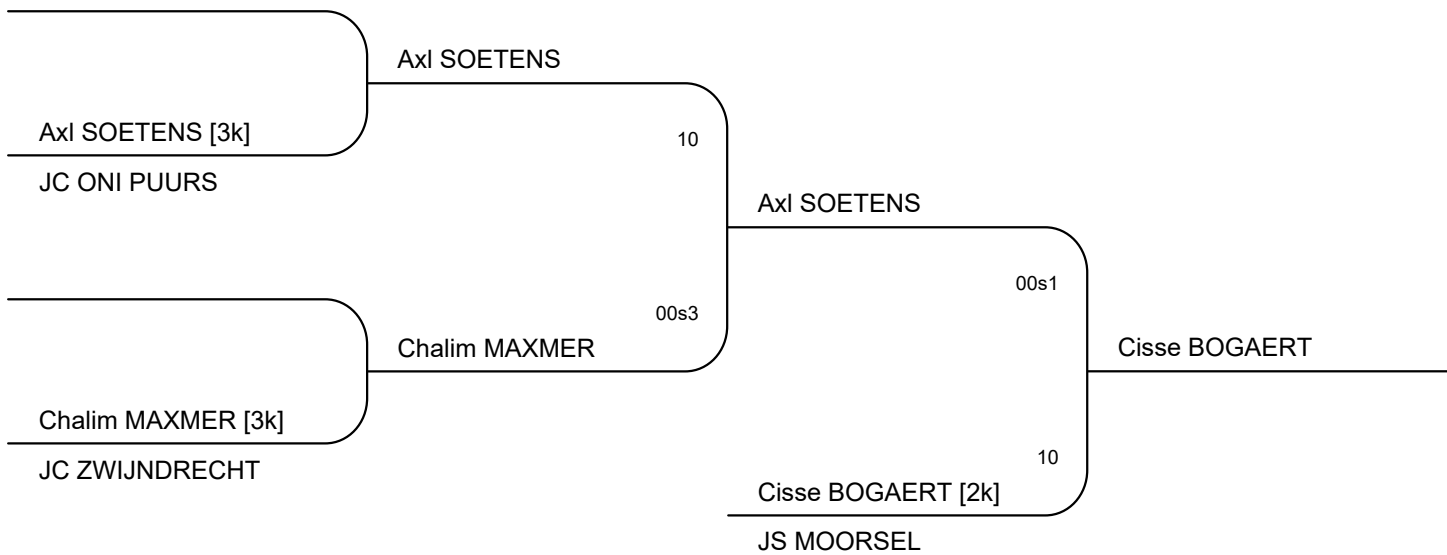 Axl SOETENS
Axl SOETENS [3k]
10
JC ONI PUURS
Axl SOETENS
00s1
00s3
Chalim MAXMER
Cisse BOGAERT
Chalim MAXMER [3k]
10
JC ZWIJNDRECHT
Cisse BOGAERT [2k]
JS MOORSEL